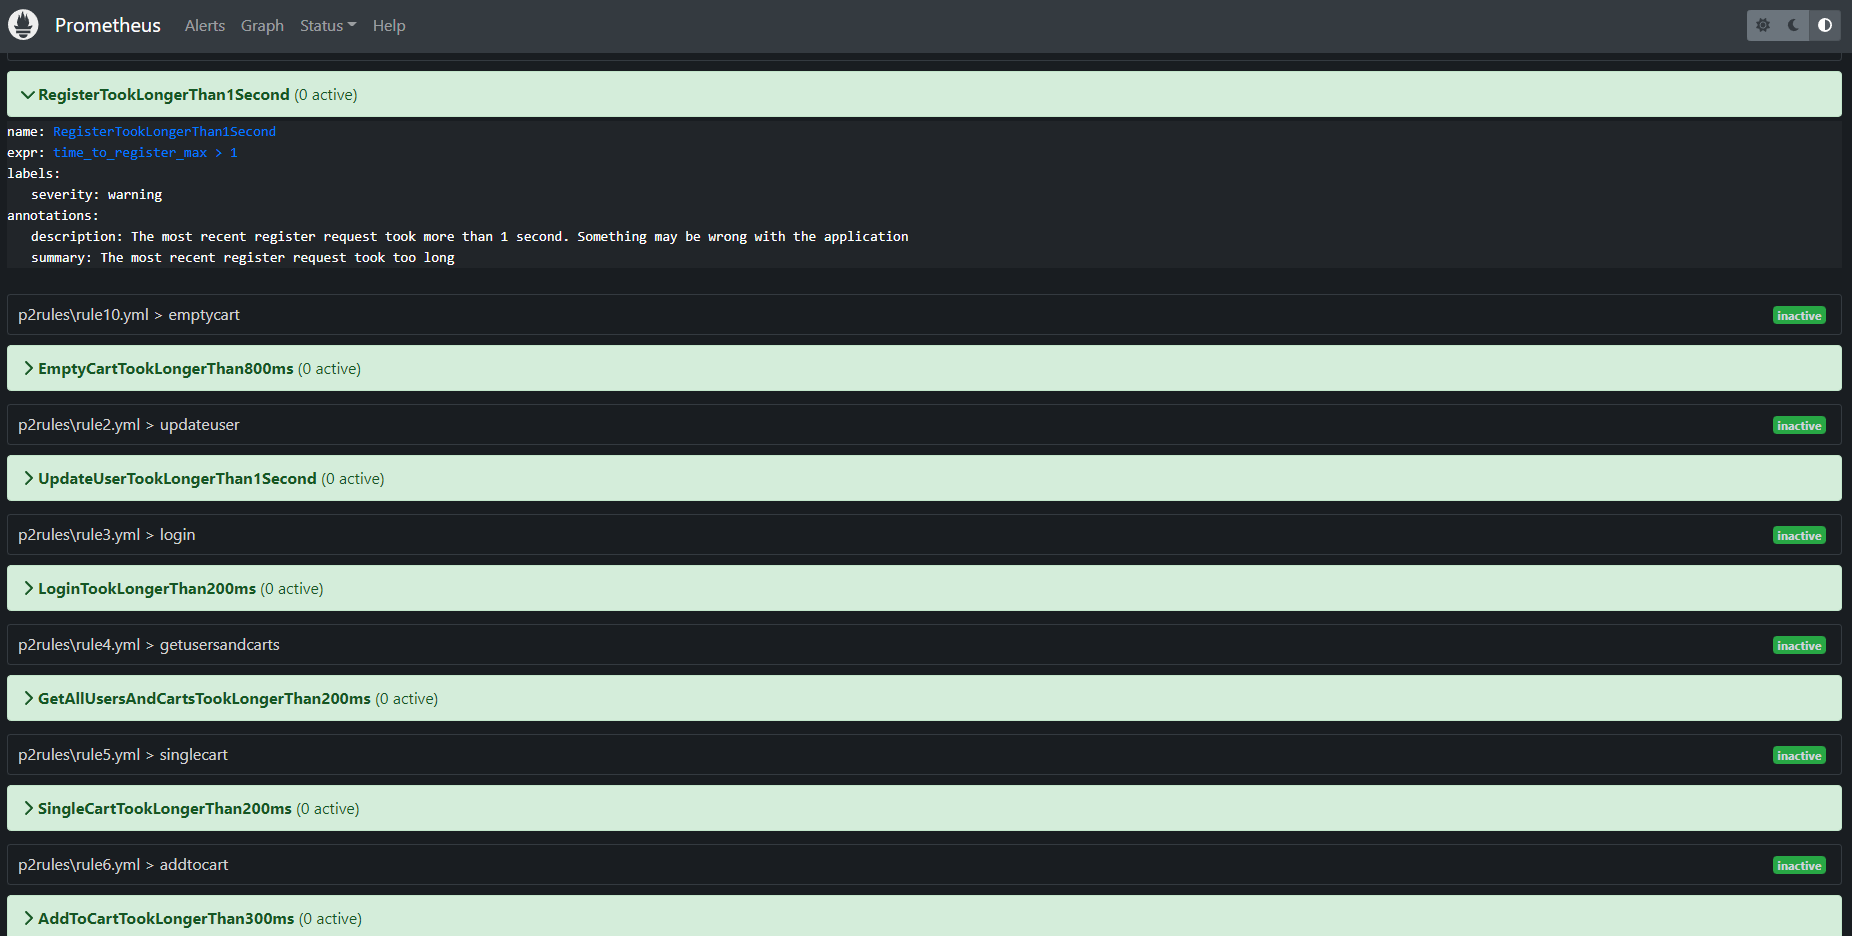 Prometheus Alerts Graph Status Help
RegisterTookLongerThan1Second (0 active)
name: RegisterTookLongerThan1Second
expr: time_to_register_max > 1
labels:
severity: warning
annotations:
description: The most recent register request took more than 1 second. Something may be wrong with the application
summary: The most recent register request took too long
p2rules\rule10.yml > emptycart inactive
EmptyCartTookLongerThan800ms (0 active)
p2rules\rule2.yml > updateuser inactive
UpdateUserTookLongerThan1Second (0 active)
p2rules\rule3.yml > login inactive
LoginTookLongerThan200ms (0 active)
p2rules\rule4.yml > getusersandcarts inactive
GetAllUsersAndCartsTookLongerThan200ms (0 active)
p2rules\rule5.yml > singlecart inactive
SingleCartTookLongerThan200ms (0 active)
p2rules\rule6.yml > addtocart inactive
AddToCartTookLongerThan300ms (0 active)